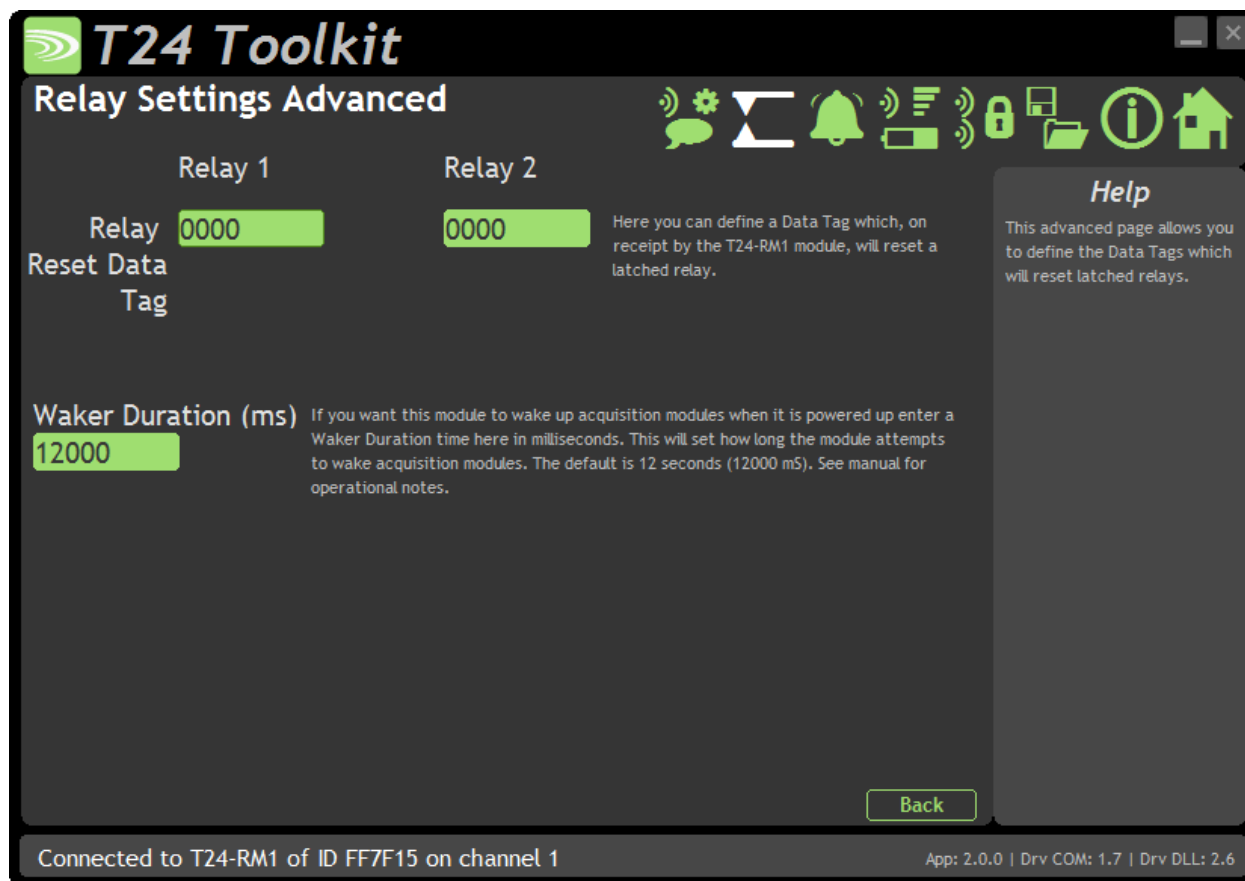 T24 Toolkit
Relay Settings Advanced
Relay 1
Relay 2
Relay
Reset Data
Tag
0000
0000
Here you can define a Data Tag which, on
receipt by the T24-RM1 module, will reset a
latched relay.
Waker Duration (ms)
12000
If you want this module to wake up acquisition modules when it is powered up enter a
Waker Duration time here in milliseconds. This will set how long the module attempts
to wake acquisition modules. The default is 12 seconds (12000 mS). See manual for
operational notes.
Back
Help
This advanced page allows you
to define the Data Tags which
will reset latched relays.
Connected to T24-RM1 of ID FF7F15 on channel 1
App: 2.0.0 | Drv COM: 1.7 | Drv DLL: 2.6